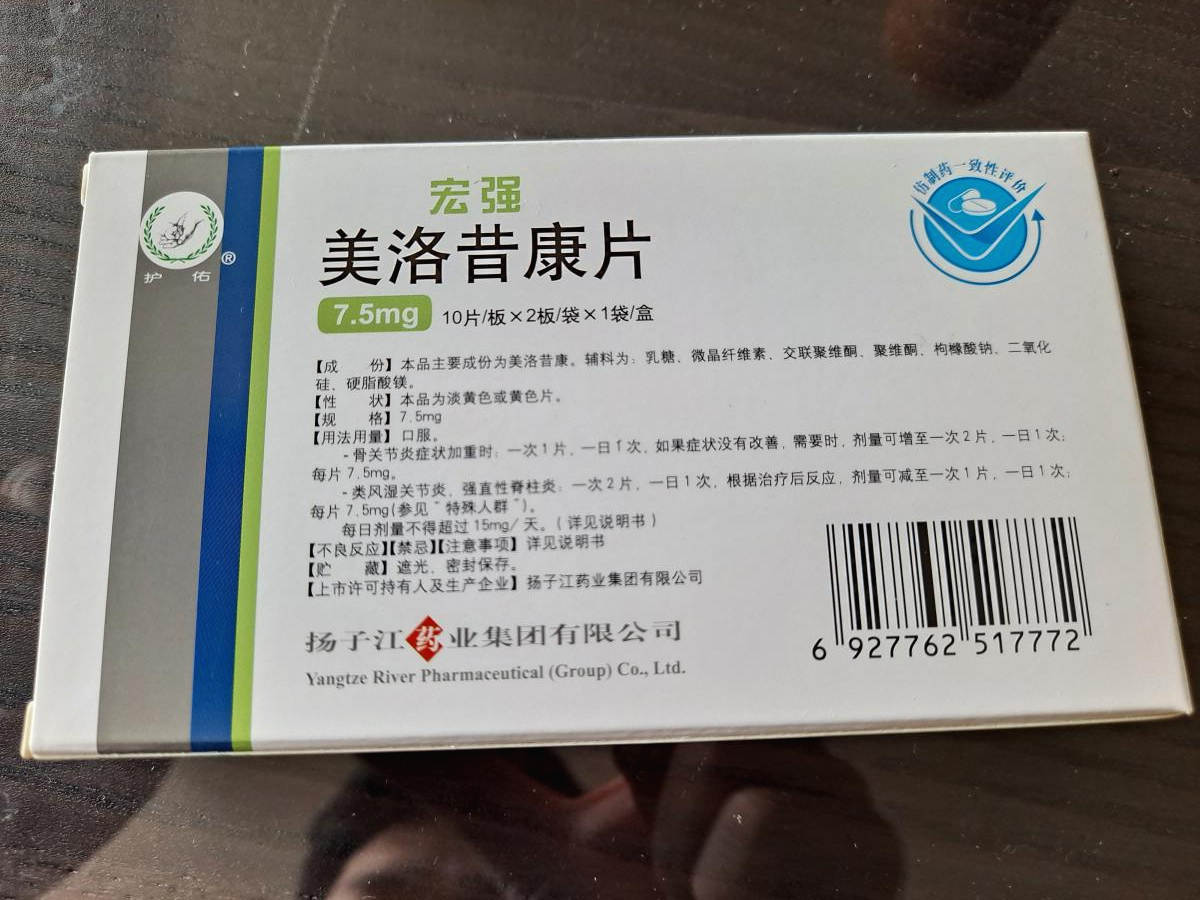 仿制药一致性评价
宏强
美洛昔康片
®
护 佑
7.5mg 10片/板×2板/袋×1袋/盒
【成 份】本品主要成份为美洛昔康。辅料为：乳糖、微晶纤维素、交联聚维酮、聚维酮、枸橼酸钠、二氧化
硅、硬脂酸镁。
【性 状】本品为淡黄色或黄色片。
【规 格】7.5mg
【用法用量】口服。
-骨关节炎症状加重时：一次1片，一日1次，如果症状没有改善，需要时，剂量可增至一次2片，一日1次；
每片7.5mg。
-类风湿关节炎，强直性脊柱炎：一次2片，一日1次，根据治疗后反应，剂量可减至一次1片，一日1次；
每片7.5mg(参见"特殊人群")。
每日剂量不得超过15mg/天。(详见说明书)
【不良反应】【禁忌】【注意事项】详见说明书
【贮 藏】遮光、密封保存。
【上市许可持有人及生产企业】扬子江药业集团有限公司
扬子江药业集团有限公司
Yangtze River Pharmaceutical (Group) Co., Ltd.
6 927762 517772